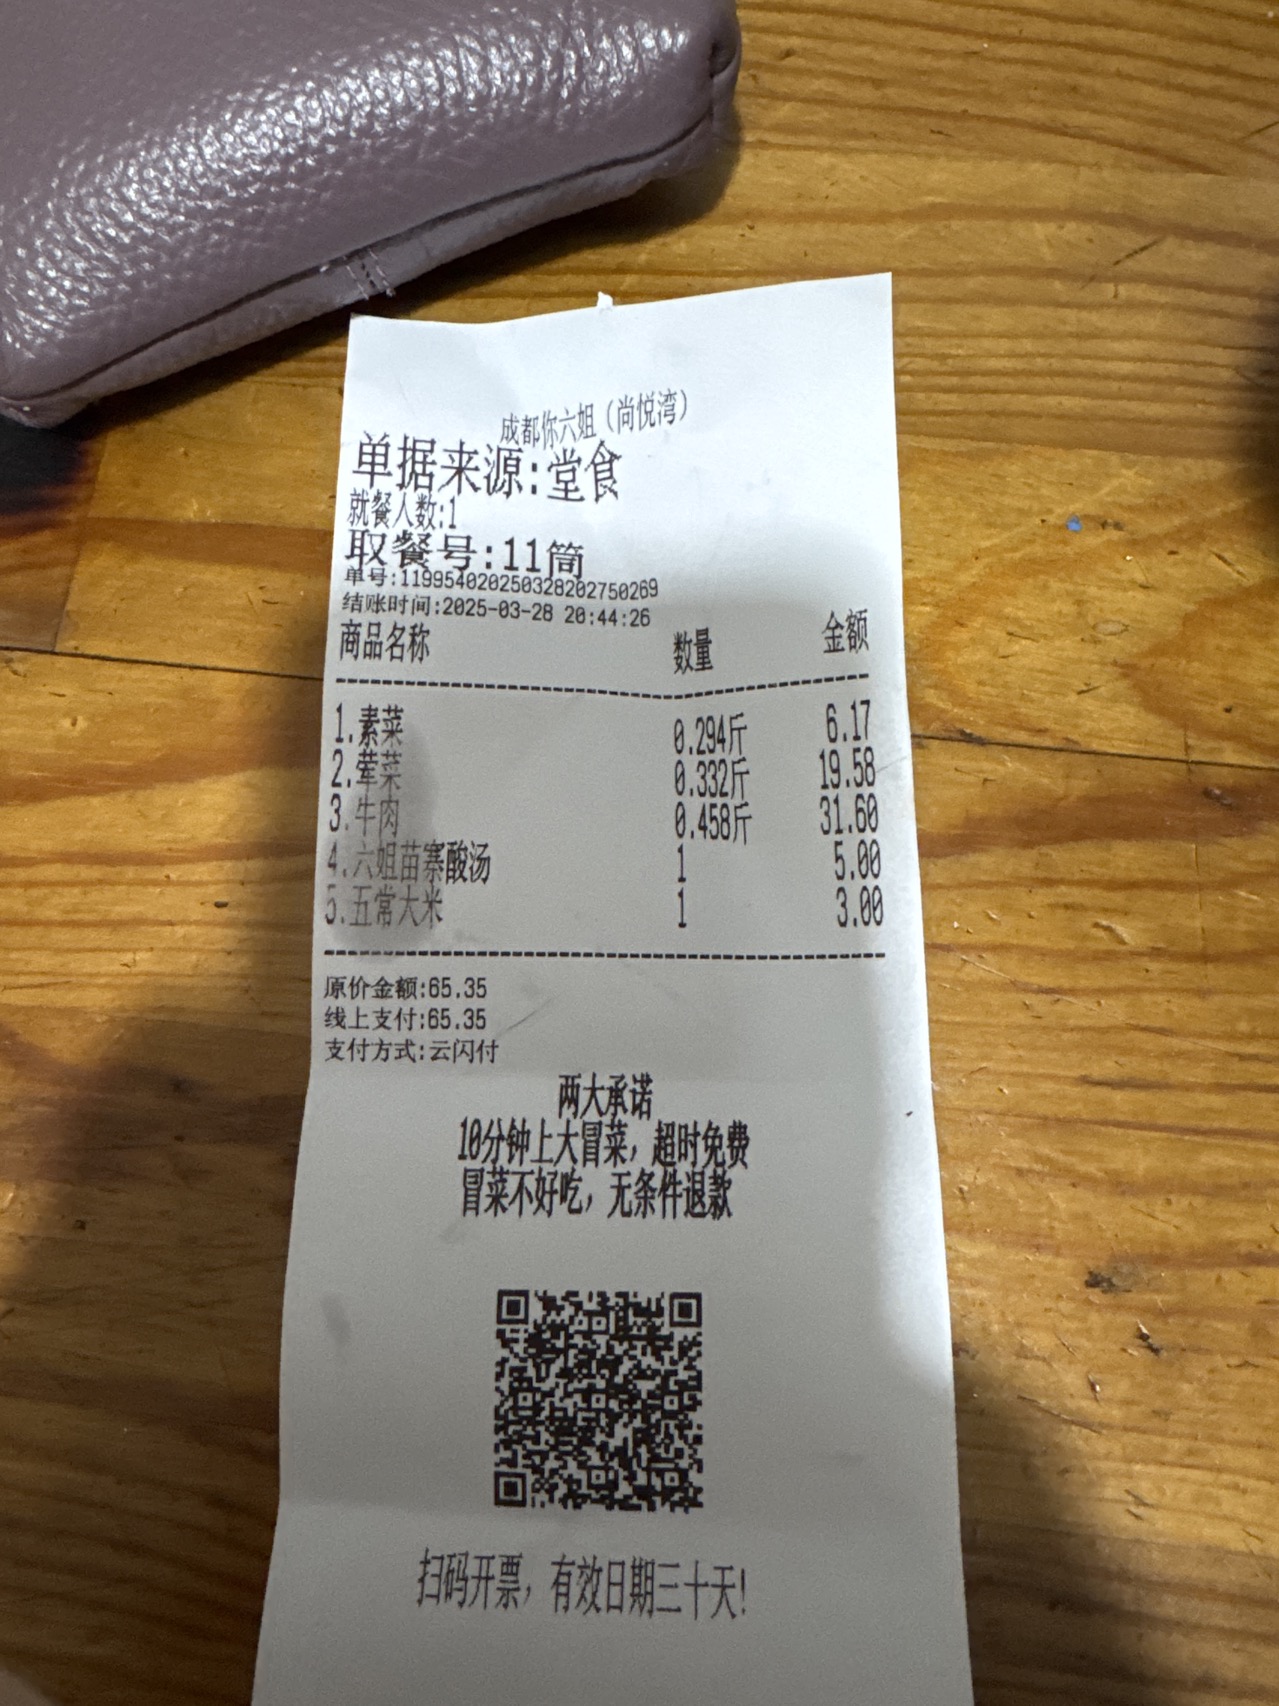 成都你六姐（尚悦湾）
单据来源:堂食
就餐人数:1
取餐号:11筒
单号:119954020250328202750269
结账时间:2025-03-28 20:44:26
商品名称 数量 金额
1.素菜 0.294斤 6.17
2.荤菜 0.332斤 19.58
3.牛肉 0.458斤 31.60
4.六姐苗寨酸汤 1 5.00
5.五常大米 1 3.00
原价金额:65.35
线上支付:65.35
支付方式:云闪付
两大承诺
10分钟上大冒菜，超时免费
冒菜不好吃，无条件退款
扫码开票，有效日期三十天!